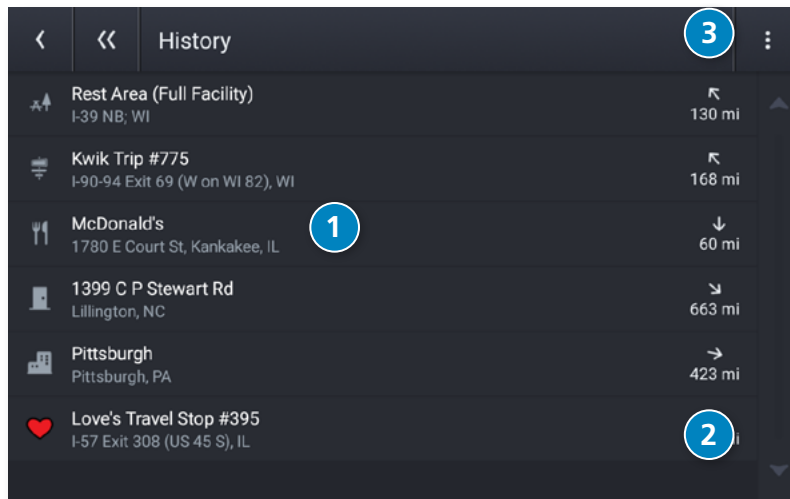 History
3
Rest Area (Full Facility)
I-39 NB; WI
130 mi
Kwik Trip #775
I-90-94 Exit 69 (W on WI 82), WI
168 mi
McDonald's
1780 E Court St, Kankakee, IL
1
60 mi
1399 C P Stewart Rd
Lillington, NC
663 mi
Pittsburgh
Pittsburgh, PA
423 mi
Love's Travel Stop #395
I-57 Exit 308 (US 45 S), IL
2